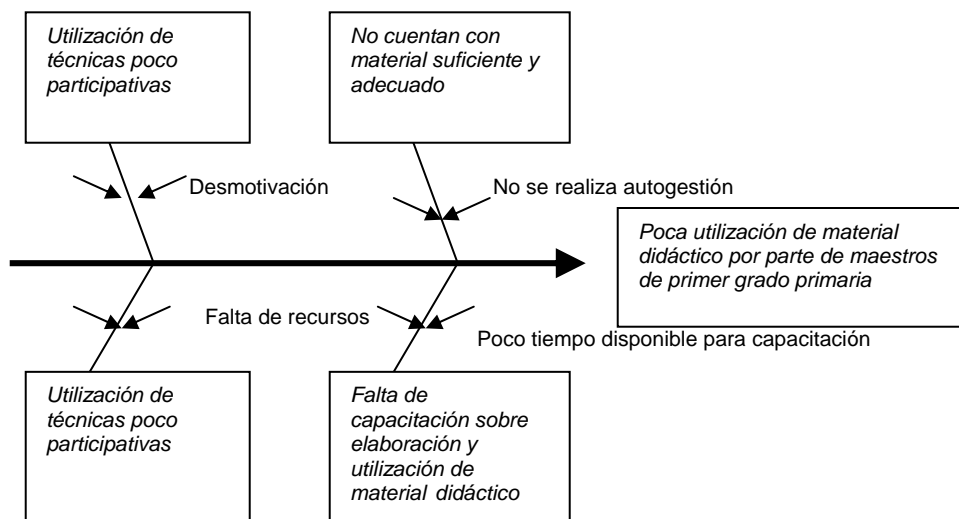 Utilización de
técnicas poco
participativas
No cuentan con
material suficiente y
adecuado
Desmotivación
No se realiza autogestión
Poca utilización de material
didáctico por parte de maestros
de primer grado primaria
Falta de recursos
Poco tiempo disponible para capacitación
Utilización de
técnicas poco
participativas
Falta de
capacitación sobre
elaboración y
utilización de
material didáctico